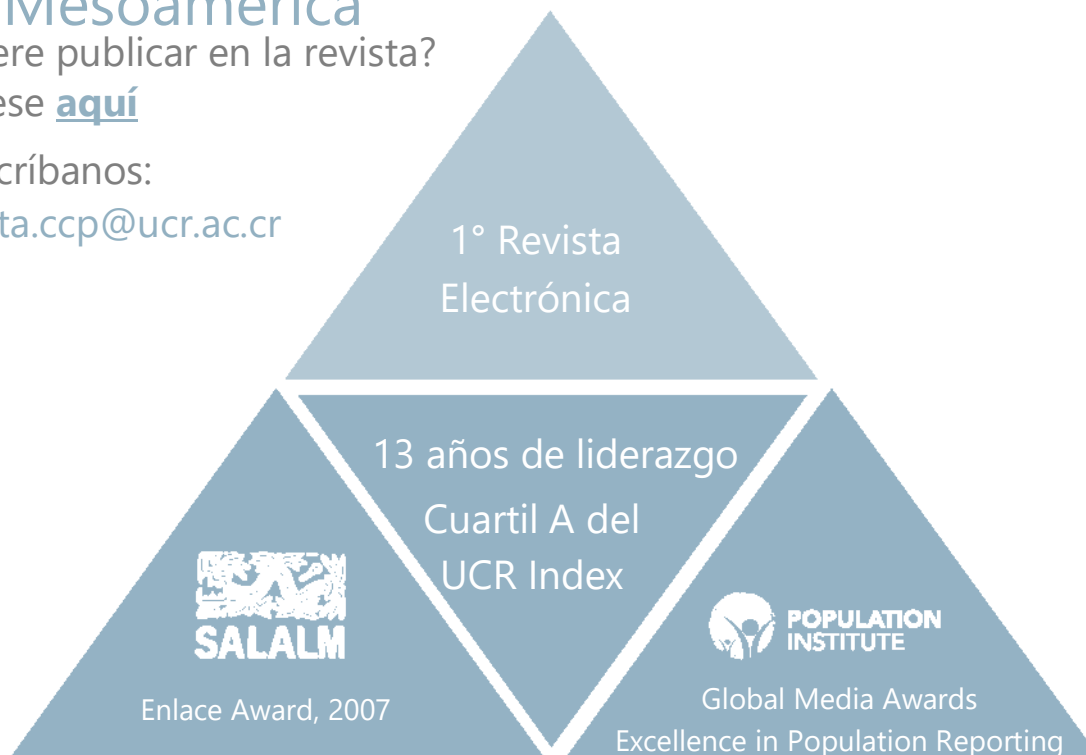 Mesoamérica
ere publicar en la revista?
ese aquí
críbanos:
ta.ccp@ucr.ac.cr
1° Revista
Electrónica
13 años de liderazgo
Cuartil A del
UCR Index
SALALM
Enlace Award, 2007
POPULATION
INSTITUTE
Global Media Awards
Excellence in Population Reporting